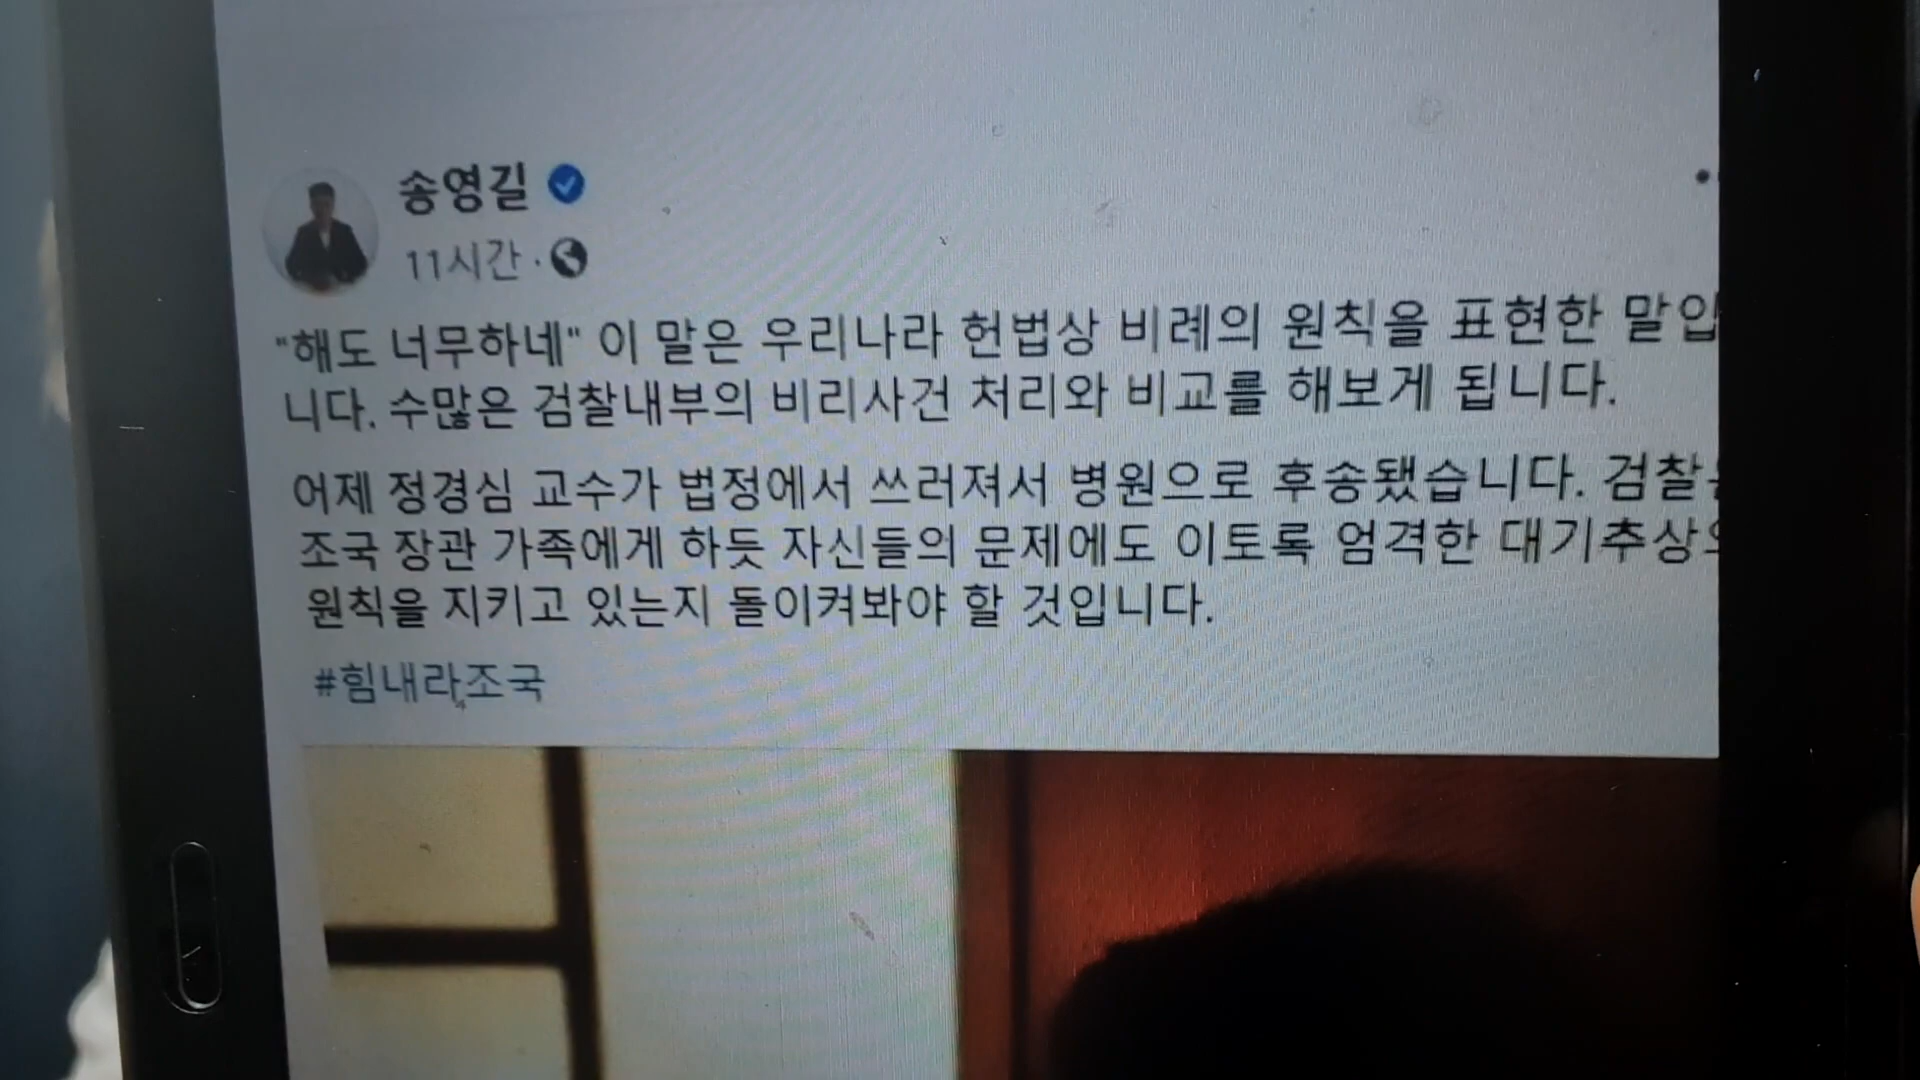 송영길
11시간 ·
"해도 너무하네" 이 말은 우리나라 헌법상 비례의 원칙을 표현한 말입
니다. 수많은 검찰내부의 비리사건 처리와 비교를 해보게 됩니다.
어제 정경심 교수가 법정에서 쓰러져서 병원으로 후송됐습니다.
조국 장관 가족에게 하듯 자신들의 문제에도 이토록 엄격한
원칙을 지키고 있는지 돌이켜봐야 할 것입니다.
#힘내라조국